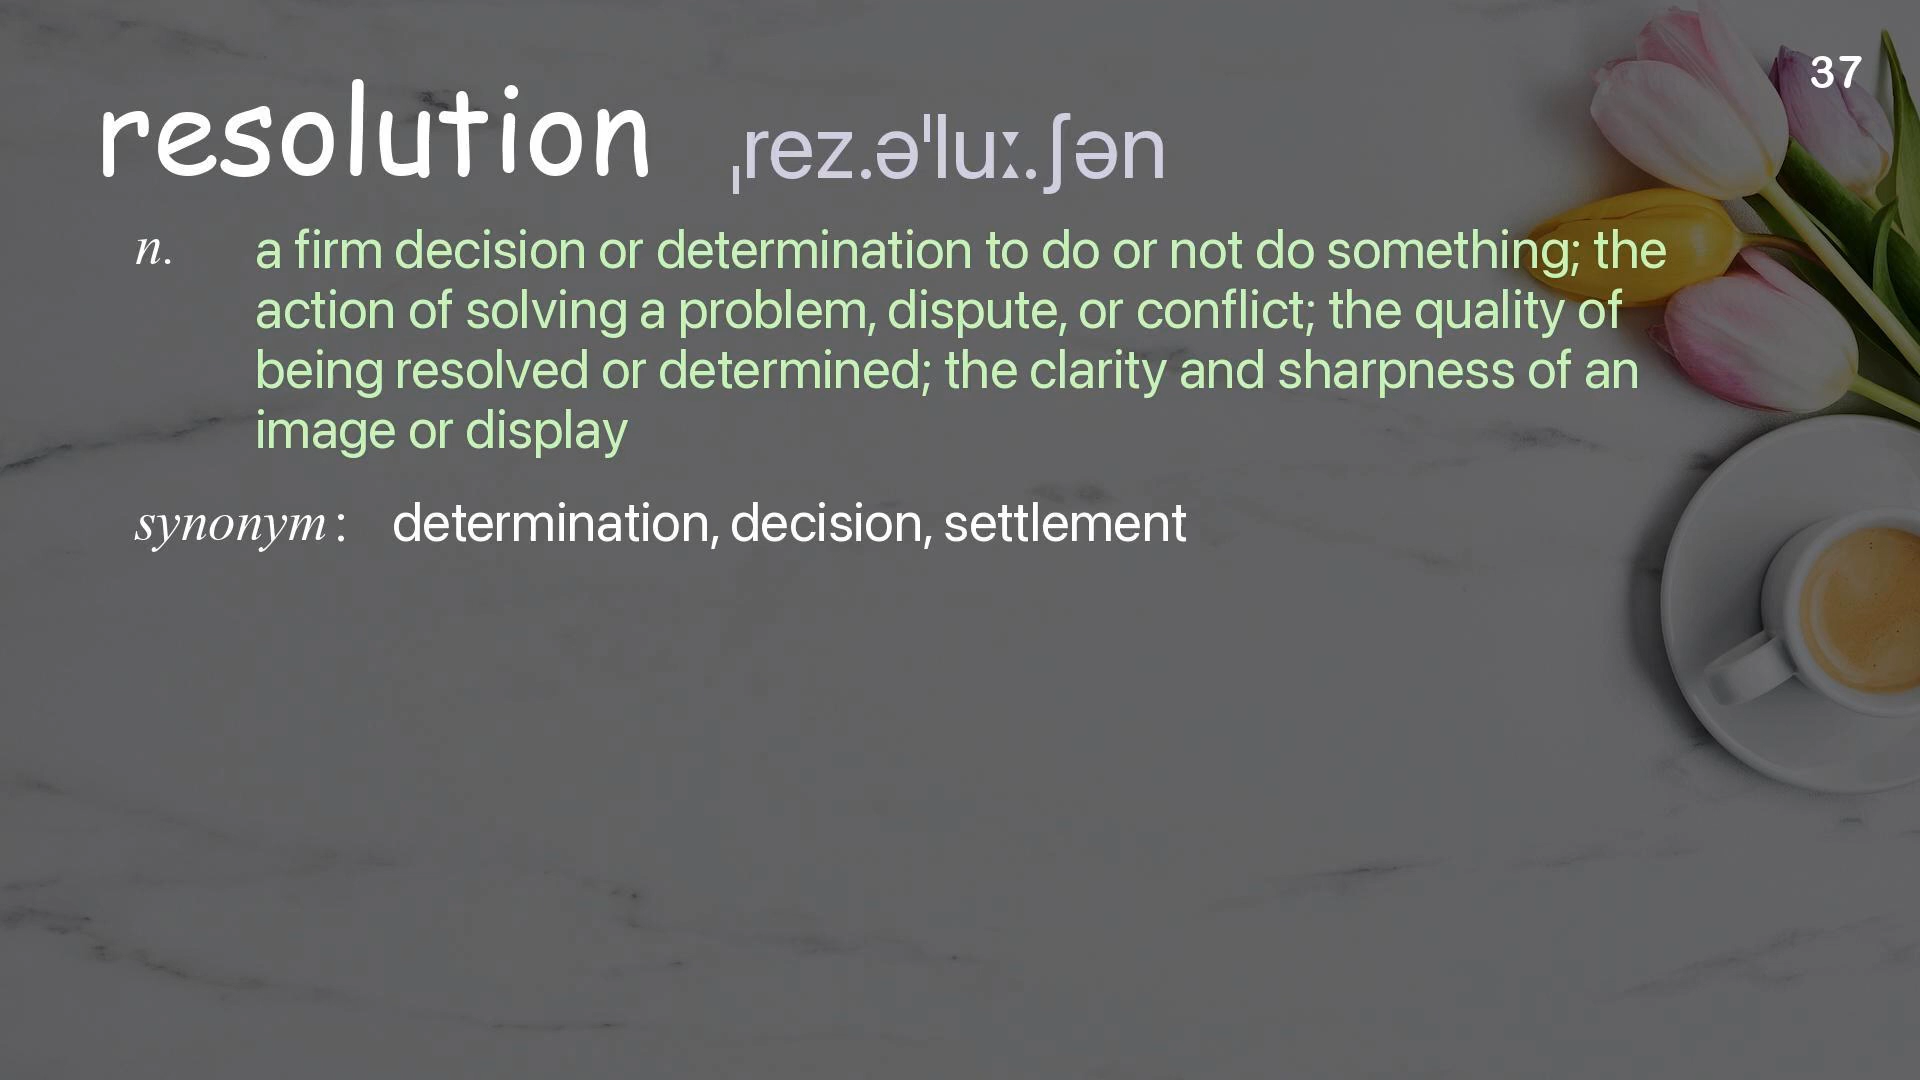 37
resolution ˌrez.əˈluː.ʃən
n. a firm decision or determination to do or not do something; the
action of solving a problem, dispute, or conflict; the quality of
being resolved or determined; the clarity and sharpness of an
image or display
synonym: determination, decision, settlement